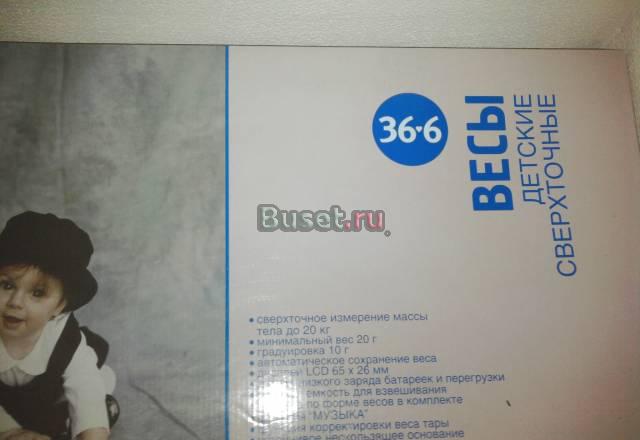 36•6
ВЕСЫ
ДЕТСКИЕ
СВЕРХТОЧНЫЕ
Buset.ru
• сверхточное измерение массы
тела до 20 кг
• минимальный вес 20 г
• градуировка 10 г
• автоматическое сохранение веса
LCD 65 x 26 мм
низкого заряда батареек и перегрузки
для взвешивания
по форме весов в комплекте
"МУЗЫКА"
корректировки веса тары
нескользящее основание